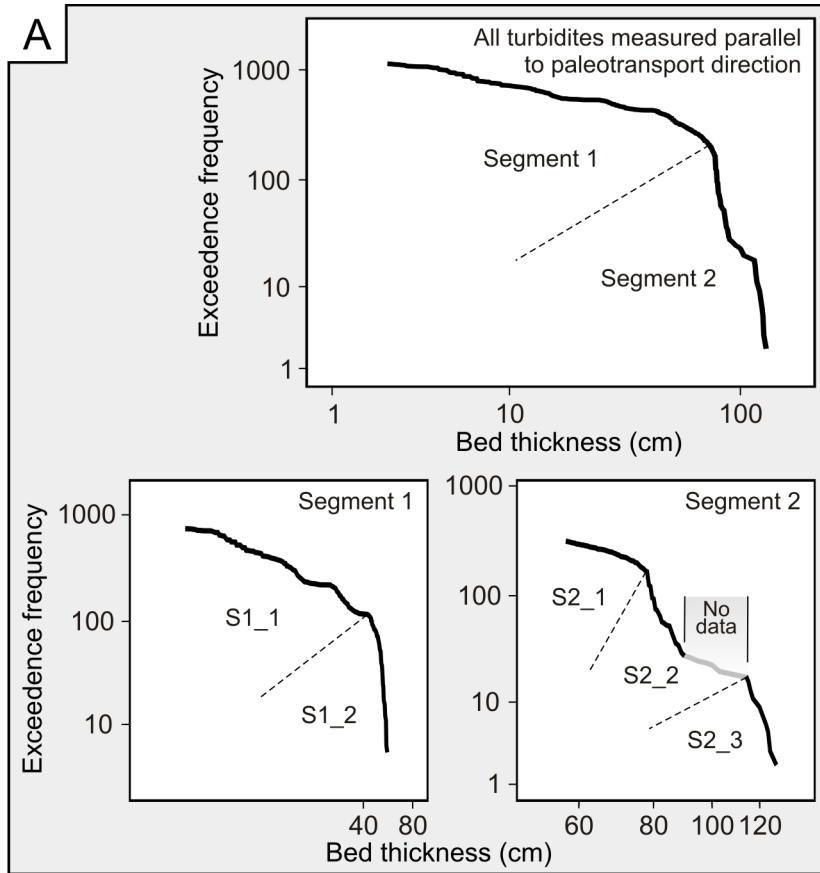 A
All turbidites measured parallel
to paleotransport direction
Exceedence frequency
1000
100
10
1
Segment 1
Segment 2
1
10
100
Bed thickness (cm)
Segment 1
Exceedence frequency
1000
100
10
S1_1
S1_2
40
80
Segment 2
1000
100
10
1
S2_1
No
data
S2_2
S2_3
60
80
100
120
Bed thickness (cm)